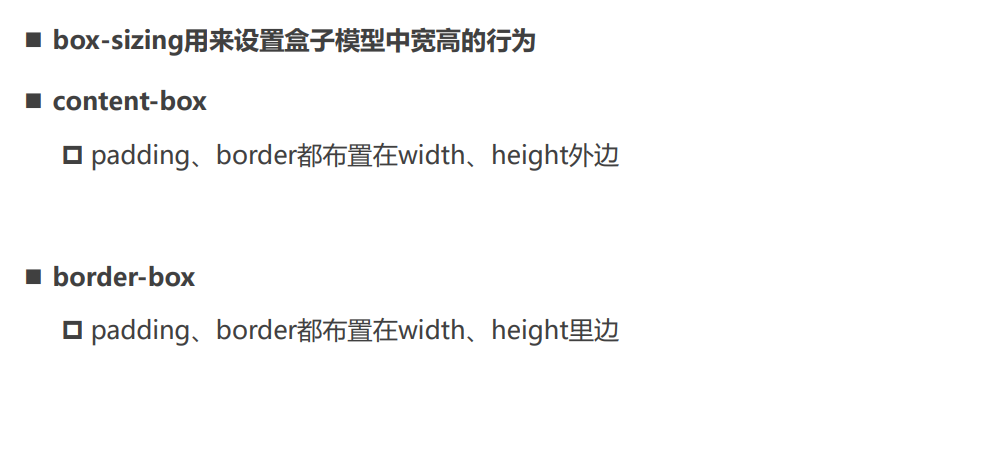 box-sizing用来设置盒子模型中宽高的行为
content-box
padding、border都布置在width、height外边
border-box
padding、border都布置在width、height里边